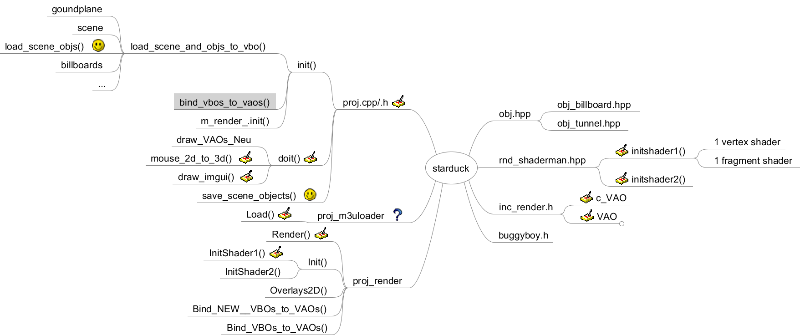 goundplane
scene
load_scene_objs()
billboards
...
load_scene_and_objs_to_vbo()
init()
bind_vbos_to_vaos()
m_render_.init()
proj.cpp/.h
draw_VAOs_Neu
mouse_2d_to_3d()
draw_imgui()
doit()
save_scene_objects()
Load()
proj_m3uloader
Render()
InitShader1()
InitShader2()
Init()
Overlays2D()
Bind_NEW__VBOs_to_VAOs()
Bind_VBOs_to_VAOs()
proj_render
starduck
obj.hpp
obj_billboard.hpp
obj_tunnel.hpp
rnd_shaderman.hpp
initshader1()
1 vertex shader
1 fragment shader
initshader2()
inc_render.h
c_VAO
VAO
buggyboy.h